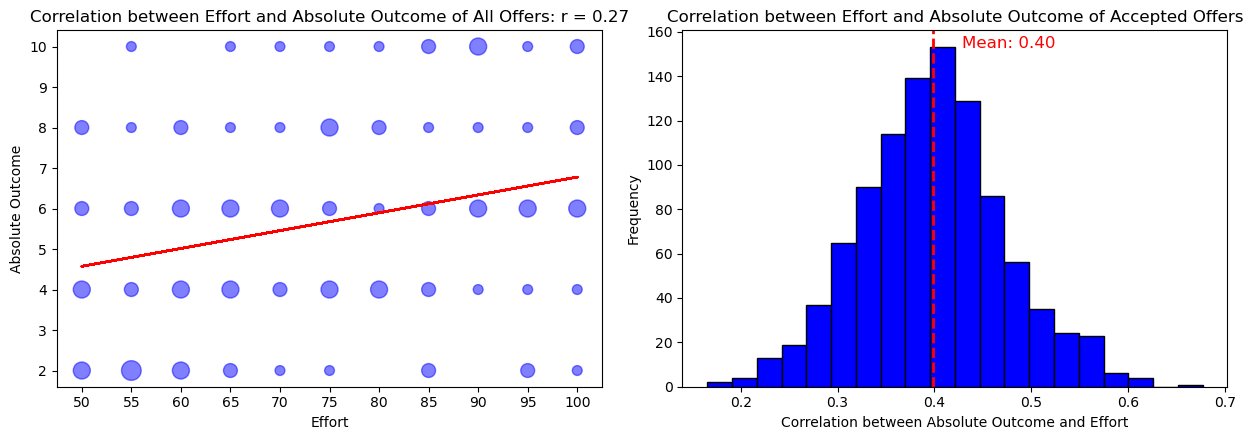 Correlation between Effort and Absolute Outcome of All Offers: r = 0.27
10
9
8
7
6
5
4
3
2
Absolute Outcome
50 55 60 65 70 75 80 85 90 95 100
Effort
Correlation between Effort and Absolute Outcome of Accepted Offers
Mean: 0.40
160
140
120
100
80
60
40
20
0
Frequency
0.2 0.3 0.4 0.5 0.6 0.7
Correlation between Absolute Outcome and Effort